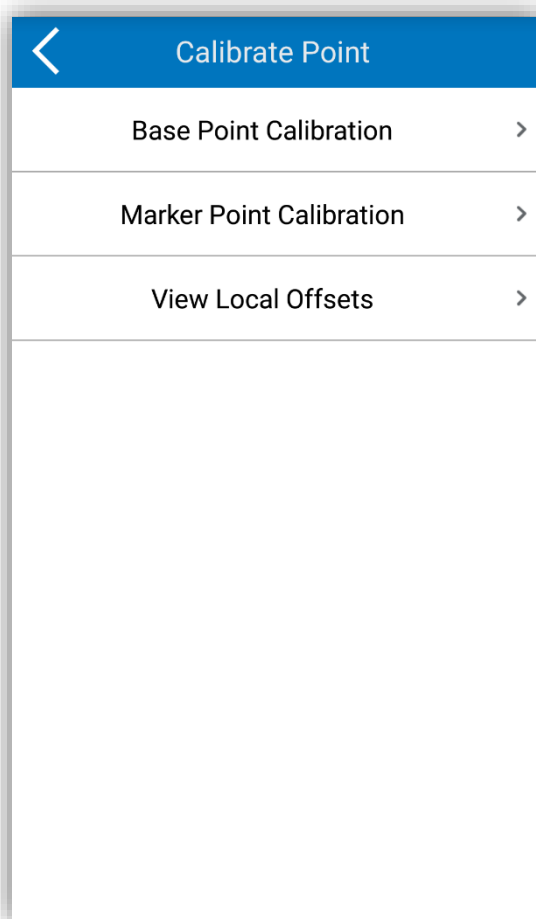 Calibrate Point
Base Point Calibration
Marker Point Calibration
View Local Offsets